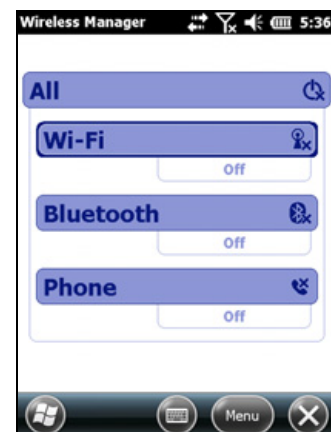 Wireless Manager 5:36
All
Wi-Fi
Off
Bluetooth
Off
Phone
Off
Menu